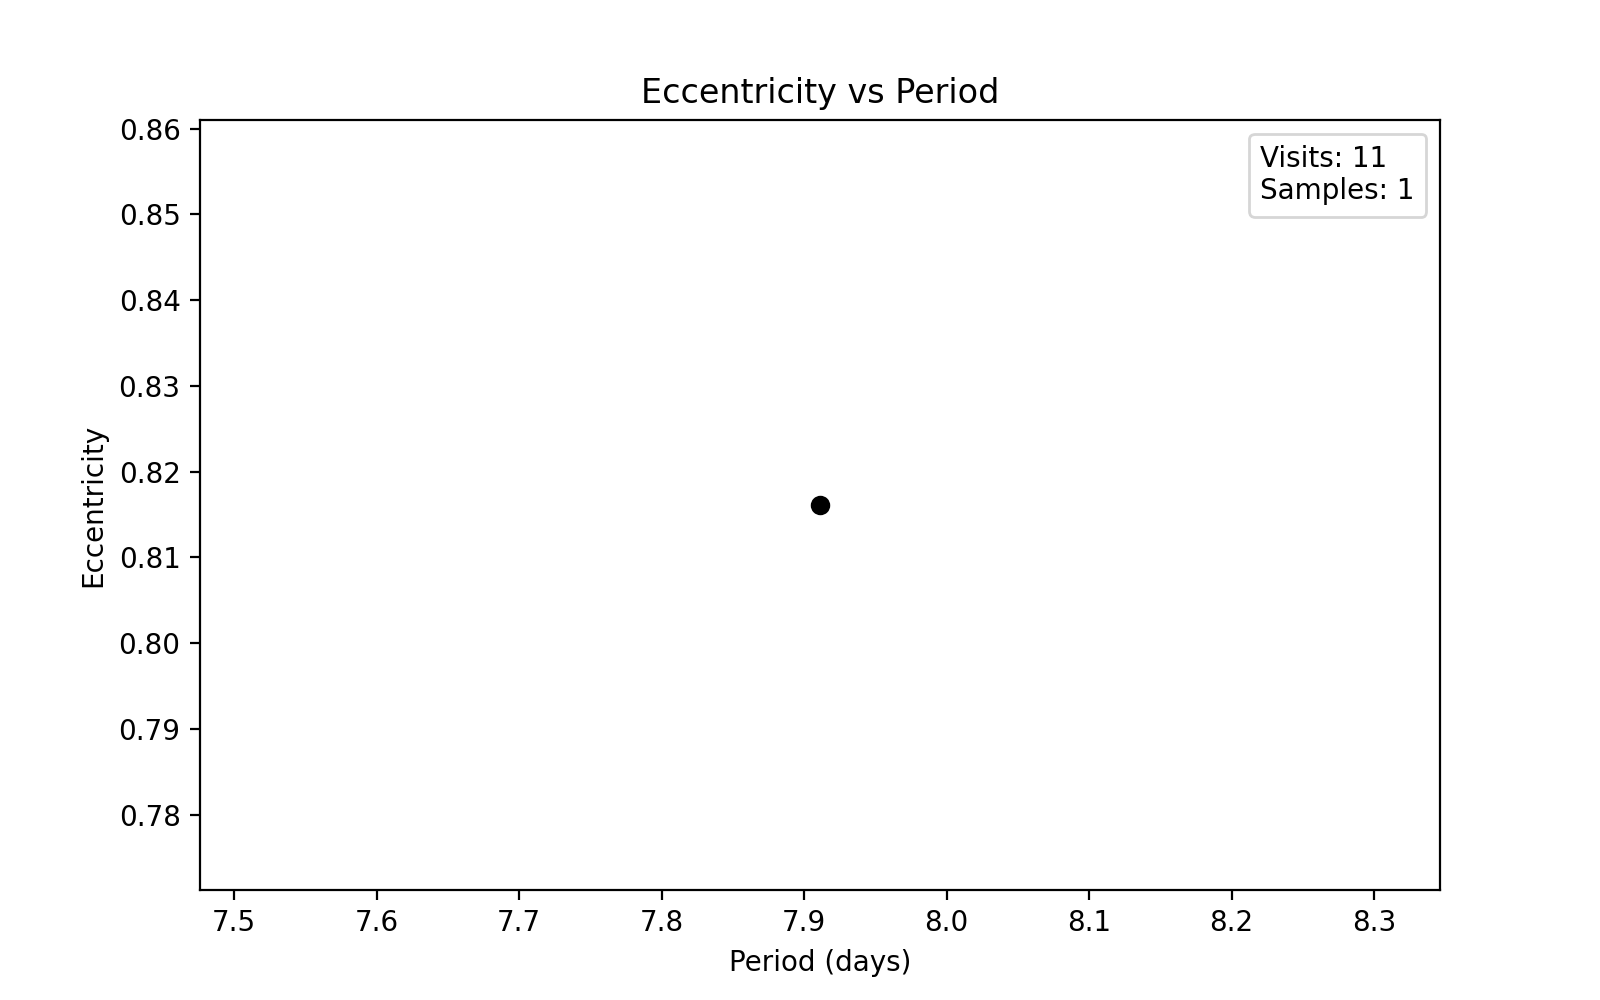 Eccentricity vs Period
Visits: 11
Samples: 1
0.86
0.85
0.84
0.83
0.82
0.81
0.80
0.79
0.78
Eccentricity
7.5 7.6 7.7 7.8 7.9 8.0 8.1 8.2 8.3
Period (days)